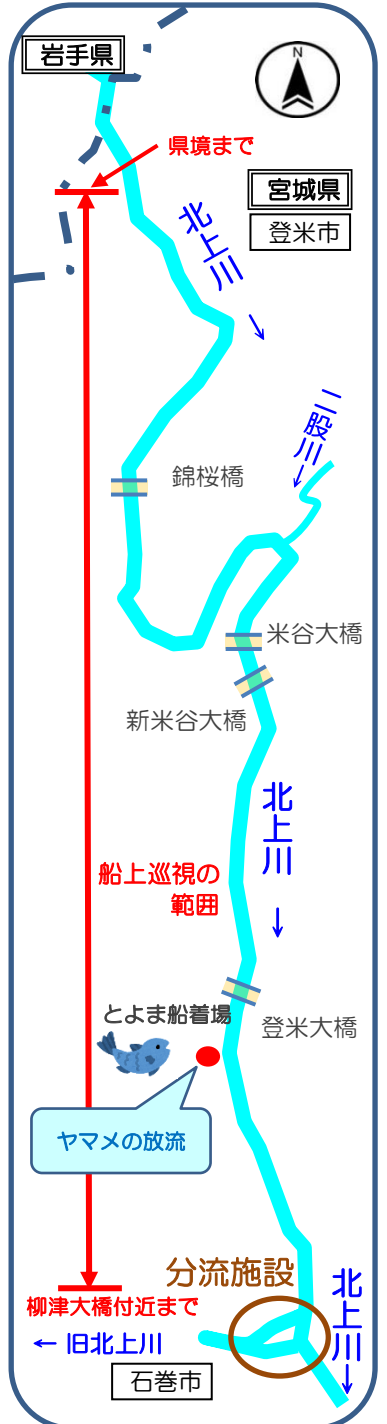 岩手県
N
県境まで
宮城県
登米市
北上川
↓
二股川
↓
錦桜橋
米谷大橋
新米谷大橋
北上川
↓
船上巡視の
範囲
とよま船着場
登米大橋
ヤマメの放流
分流施設
柳津大橋付近まで
北上川
↓
← 旧北上川
石巻市